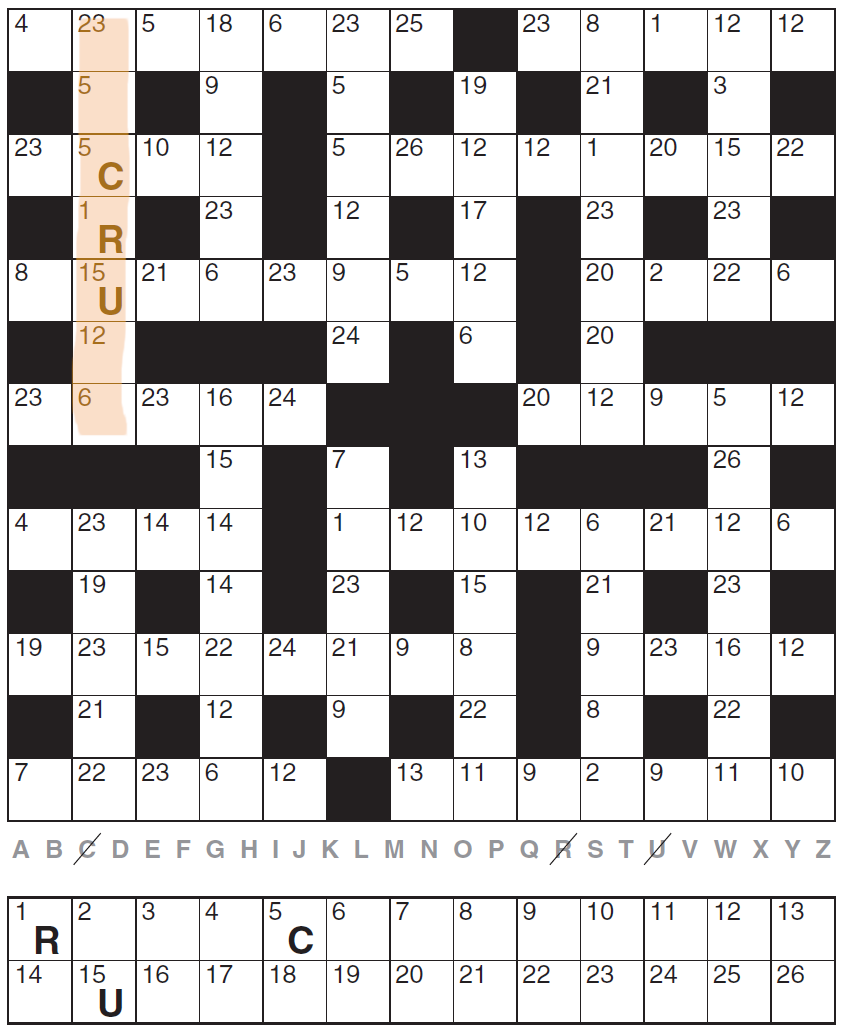 4 23 5 18 6 23 25 23 8 1 12 12
5 9 5 19 21 3
23 5 C 10 12 5 26 12 12 1 20 15 22
1 R 23 12 17 23 23
8 15 U 21 6 23 9 5 12 20 2 22 6
12 24 6 20
23 6 23 16 24 20 12 9 5 12
15 7 13 26
4 23 14 14 1 12 10 12 6 21 12 6
19 14 23 15 21 23
19 23 15 22 24 21 9 8 9 23 16 12
21 12 9 22 8 22
7 22 23 6 12 13 11 9 2 9 11 10
A B C D E F G H I J K L M N O P Q R S T U V W X Y Z
1 R 2 3 4 5 C 6 7 8 9 10 11 12 13
14 15 U 16 17 18 19 20 21 22 23 24 25 26